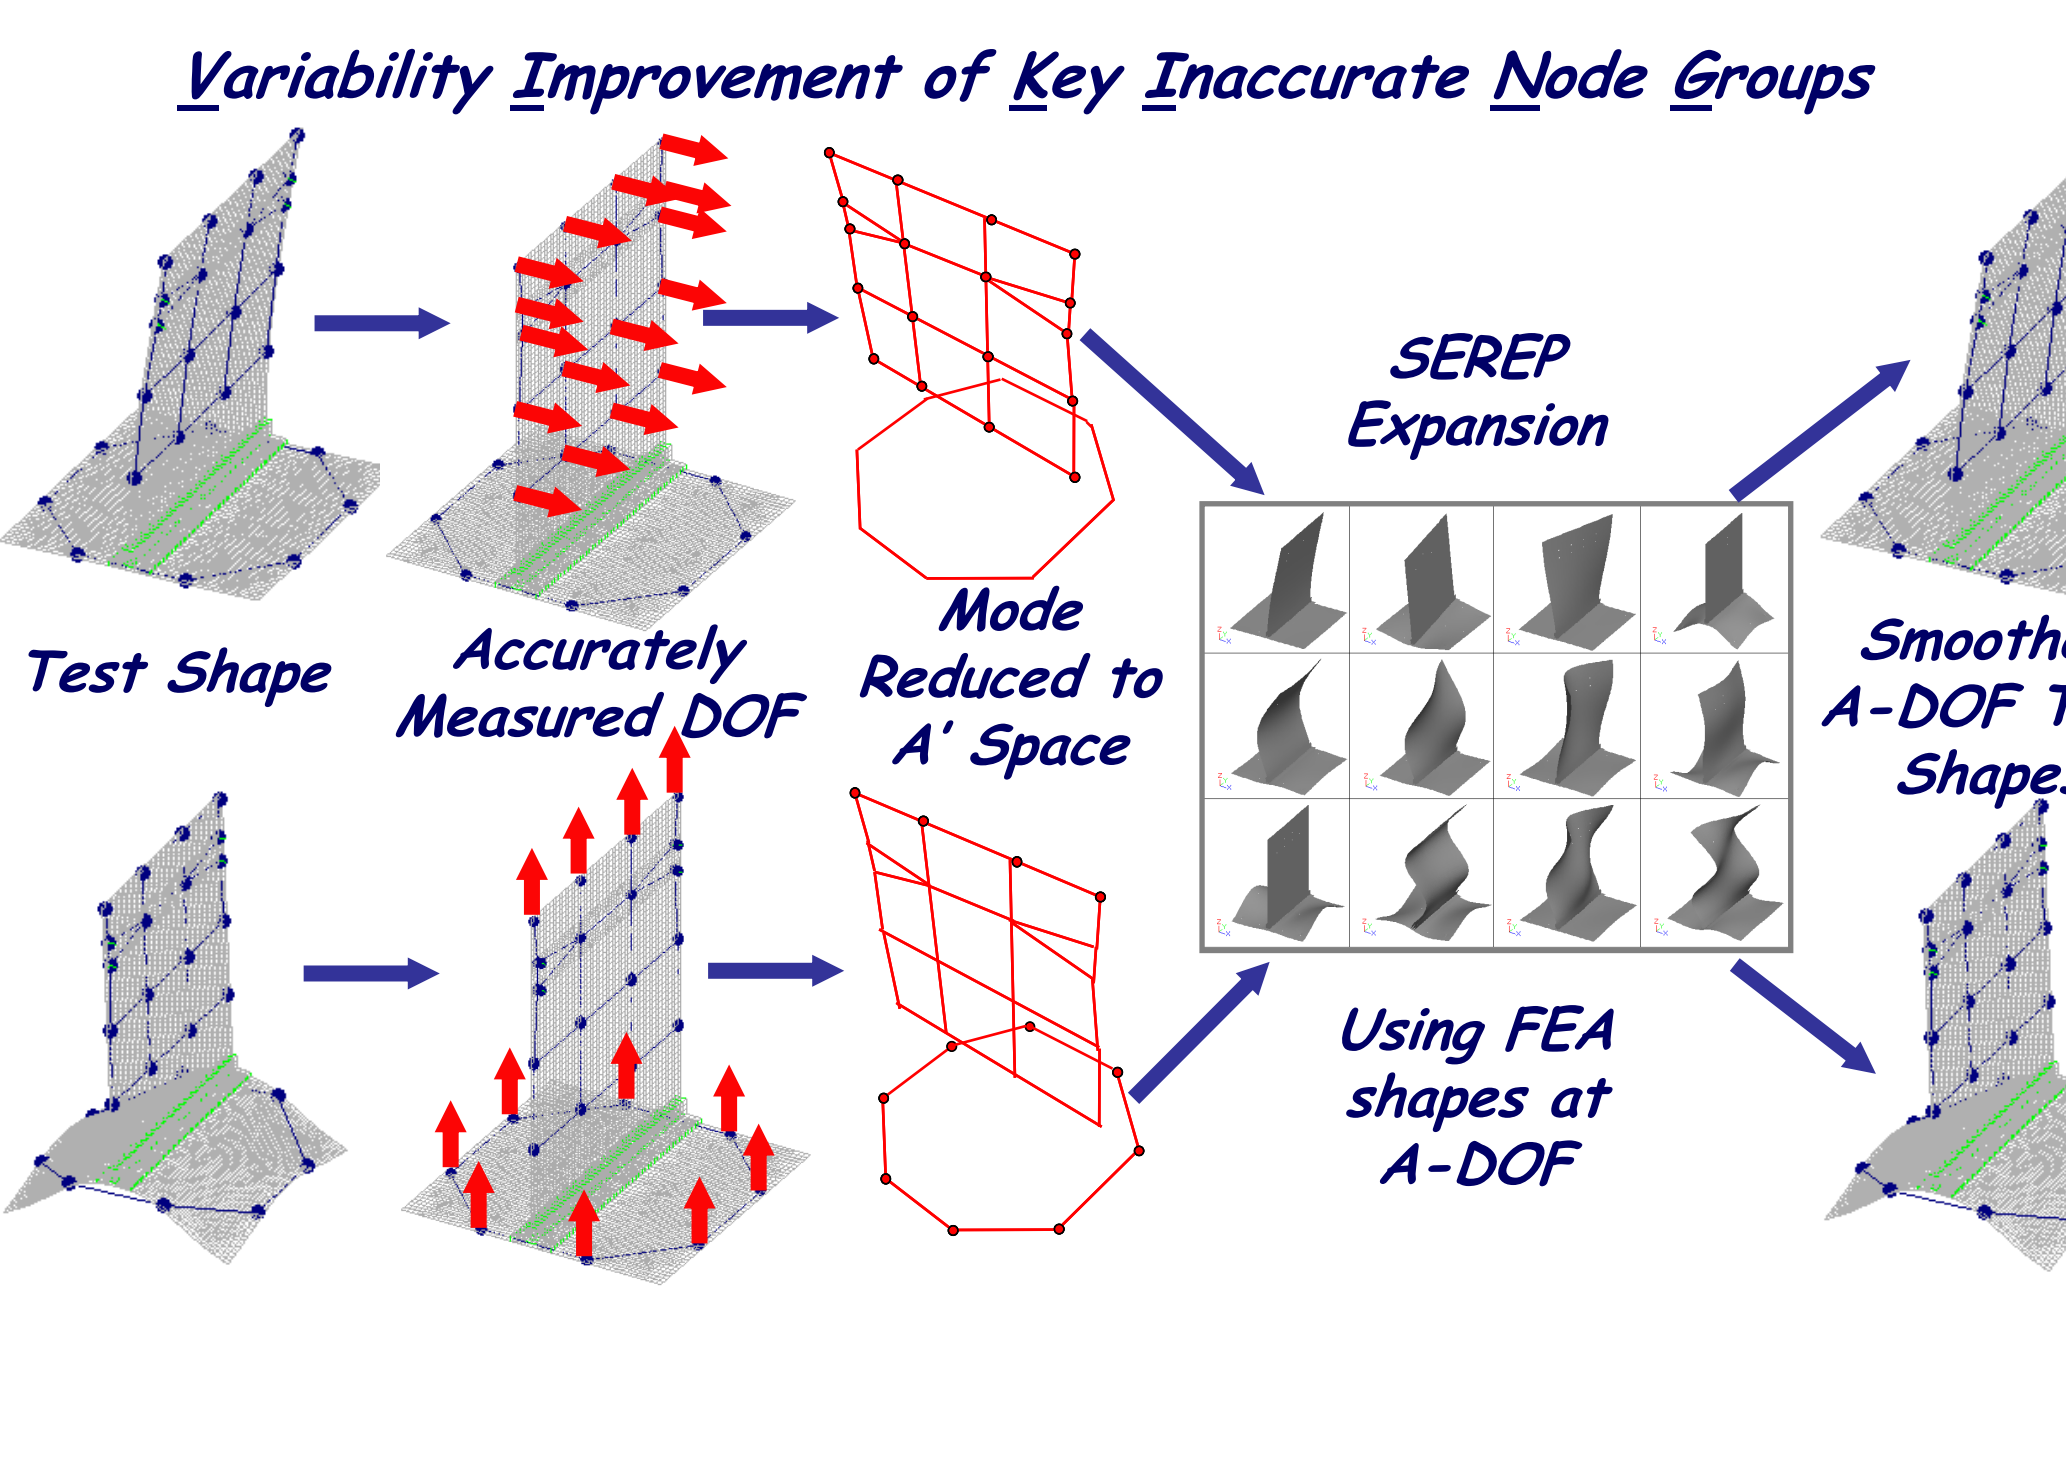 Variability Improvement of Key Inaccurate Node Groups
SEREP
Expansion
Test Shape
Accurately
Measured DOF
Mode
Reduced to
A' Space
A-DOF
Using FEA
shapes at
A-DOF